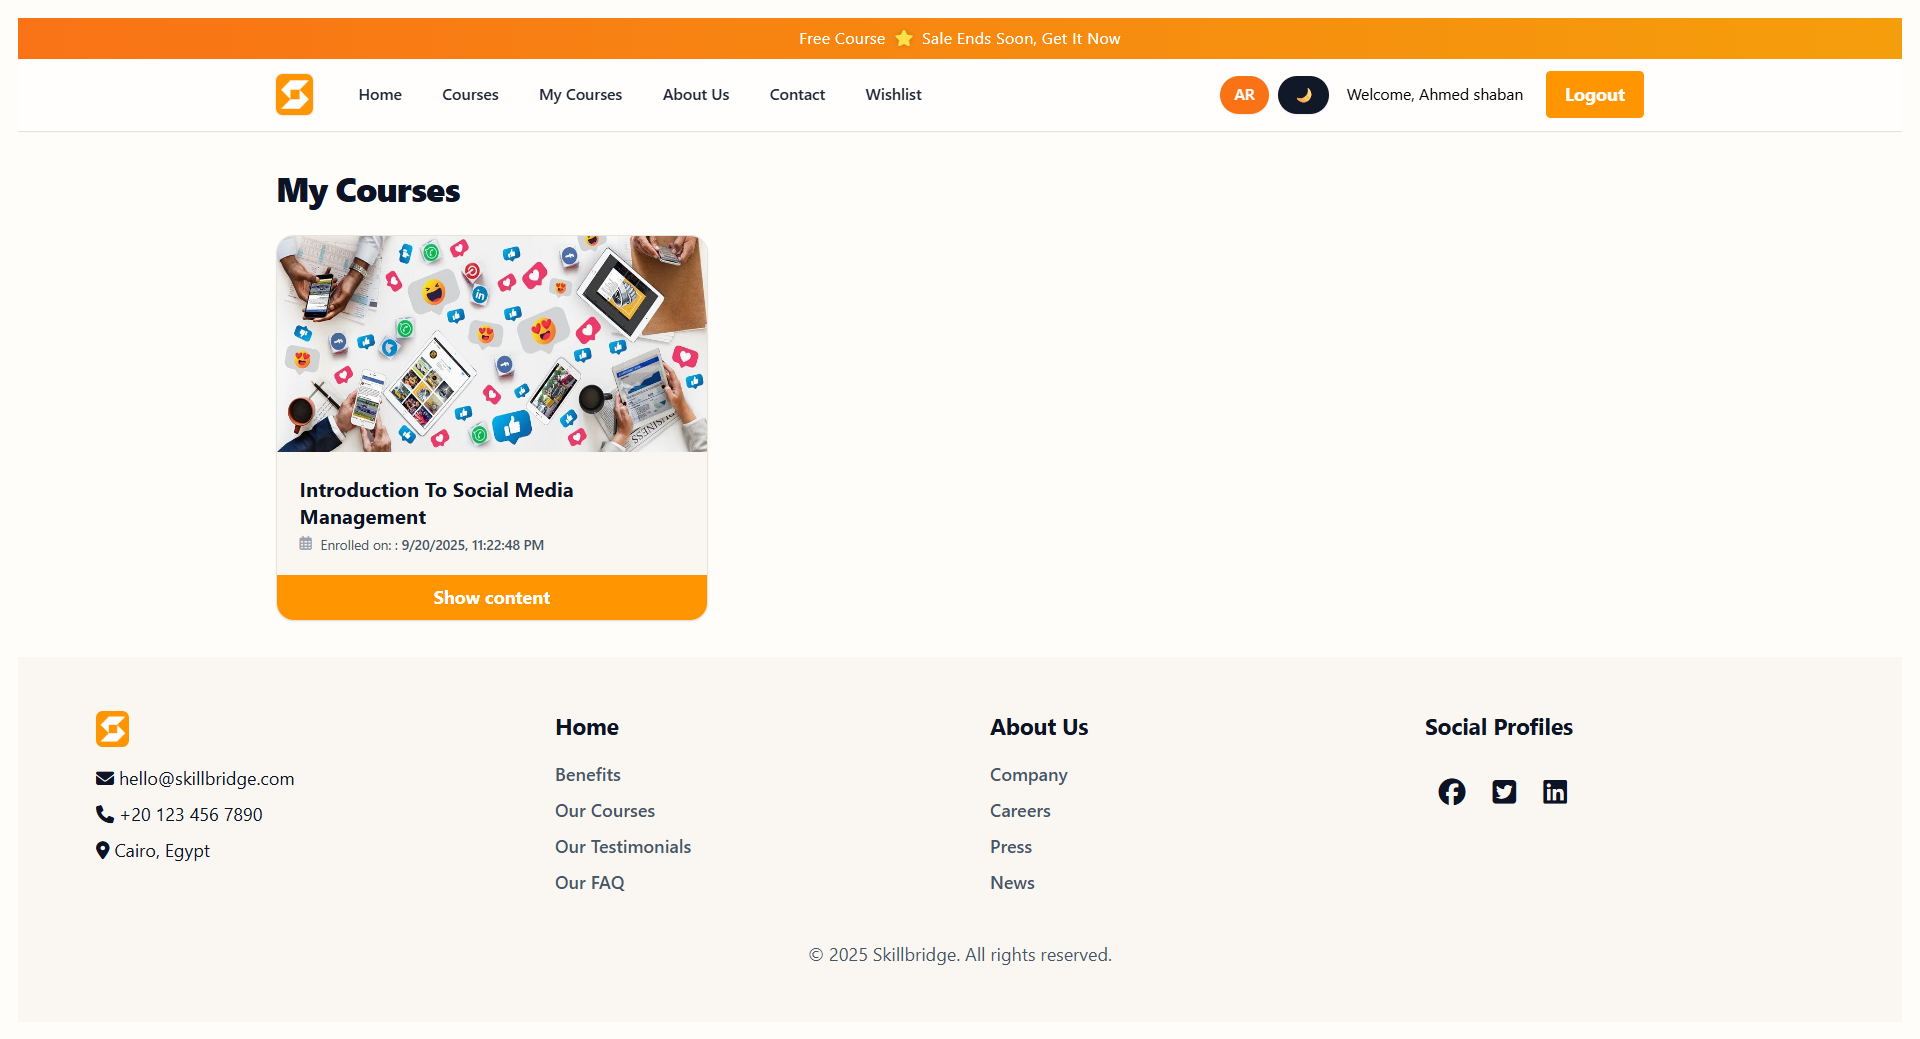 Free Course ⭐ Sale Ends Soon, Get It Now
Home
Courses
My Courses
About Us
Contact
Wishlist
AR
Welcome, Ahmed shaban
Logout
My Courses
BUSINESS
Introduction To Social Media
Management
Enrolled on: : 9/20/2025, 11:22:48 PM
Show content
hello@skillbridge.com
+20 123 456 7890
Cairo, Egypt
Home
Benefits
Our Courses
Our Testimonials
Our FAQ
About Us
Company
Careers
Press
News
Social Profiles
© 2025 Skillbridge. All rights reserved.